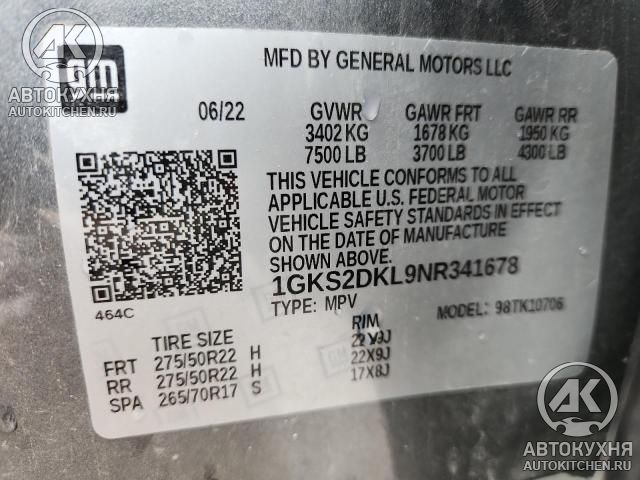 AK
АВТОКУХНЯ
AUTOKITCHEN.RU
GM
MFD BY GENERAL MOTORS LLC
06/22 GVWR GAWR FRT GAWR RR
3402 KG 1678 KG 1950 KG
7500 LB 3700 LB 4300 LB
THIS VEHICLE CONFORMS TO ALL
APPLICABLE U.S. FEDERAL MOTOR
VEHICLE SAFETY STANDARDS IN EFFECT
ON THE DATE OF MANUFACTURE
SHOWN ABOVE.
1GKS2DKL9NR341678
464C TYPE: MPV MODEL: 98TK10706
TIRE SIZE RIM
FRT 275/50R22 H 22X9J
RR 275/50R22 H 22X9J
SPA 265/70R17 S 17X8J
AK
АВТОКУХНЯ
AUTOKITCHEN.RU